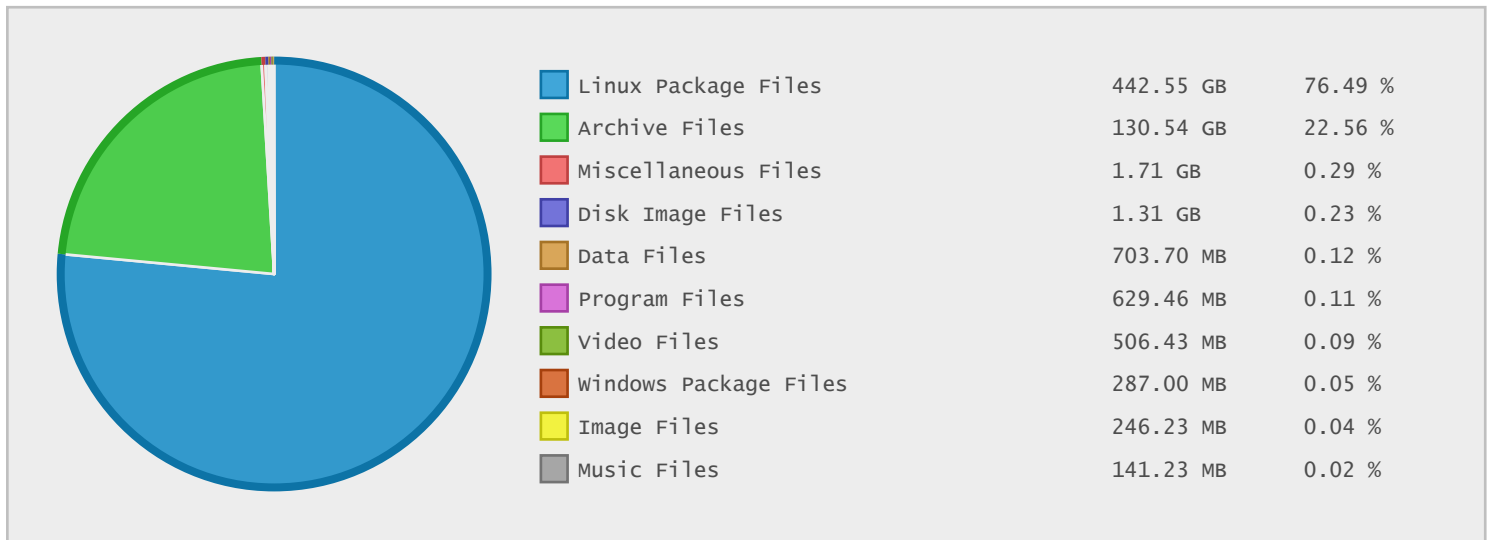 Linux Package Files 442.55 GB 76.49 %
Archive Files 130.54 GB 22.56 %
Miscellaneous Files 1.71 GB 0.29 %
Disk Image Files 1.31 GB 0.23 %
Data Files 703.70 MB 0.12 %
Program Files 629.46 MB 0.11 %
Video Files 506.43 MB 0.09 %
Windows Package Files 287.00 MB 0.05 %
Image Files 246.23 MB 0.04 %
Music Files 141.23 MB 0.02 %